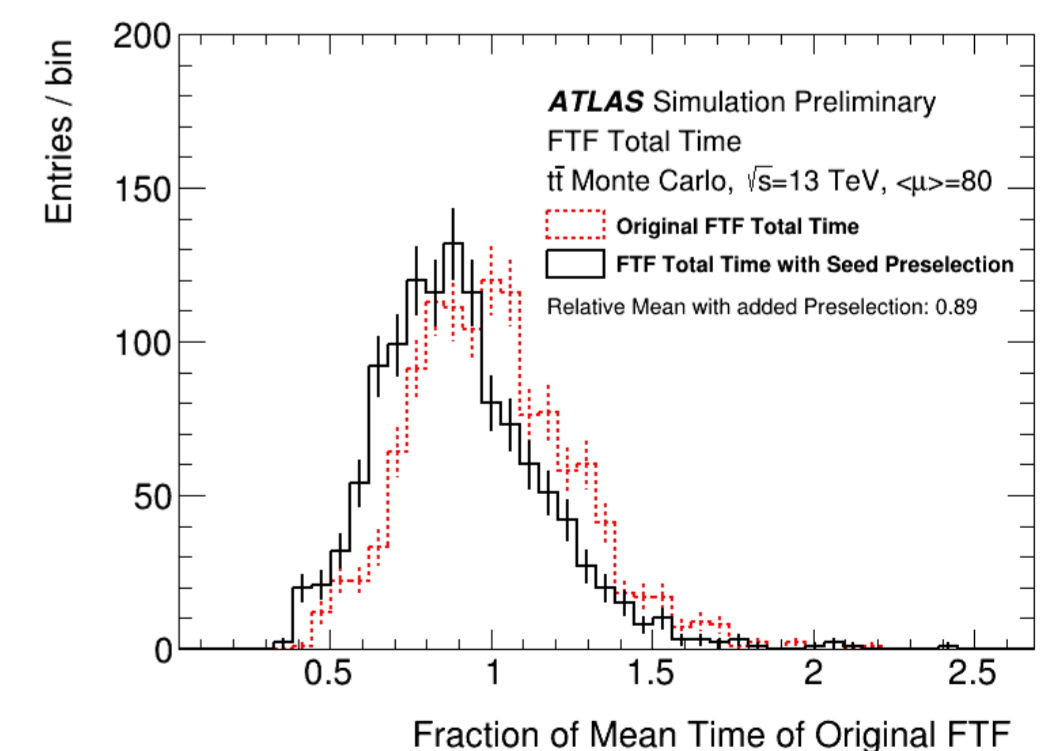 200
Entries / bin
ATLAS Simulation Preliminary
FTF Total Time
tt̄ Monte Carlo, √s=13 TeV, <μ>=80
150
Original FTF Total Time
FTF Total Time with Seed Preselection
Relative Mean with added Preselection: 0.89
100
50
0
0.5 1 1.5 2 2.5
Fraction of Mean Time of Original FTF